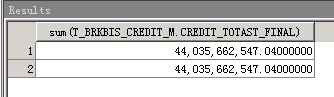 Results
sum(T_BRKBIS_CREDIT_M.CREDIT_TOTAST_FINAL)
1 44,035,662,547.04000000
2 44,035,662,547.04000000